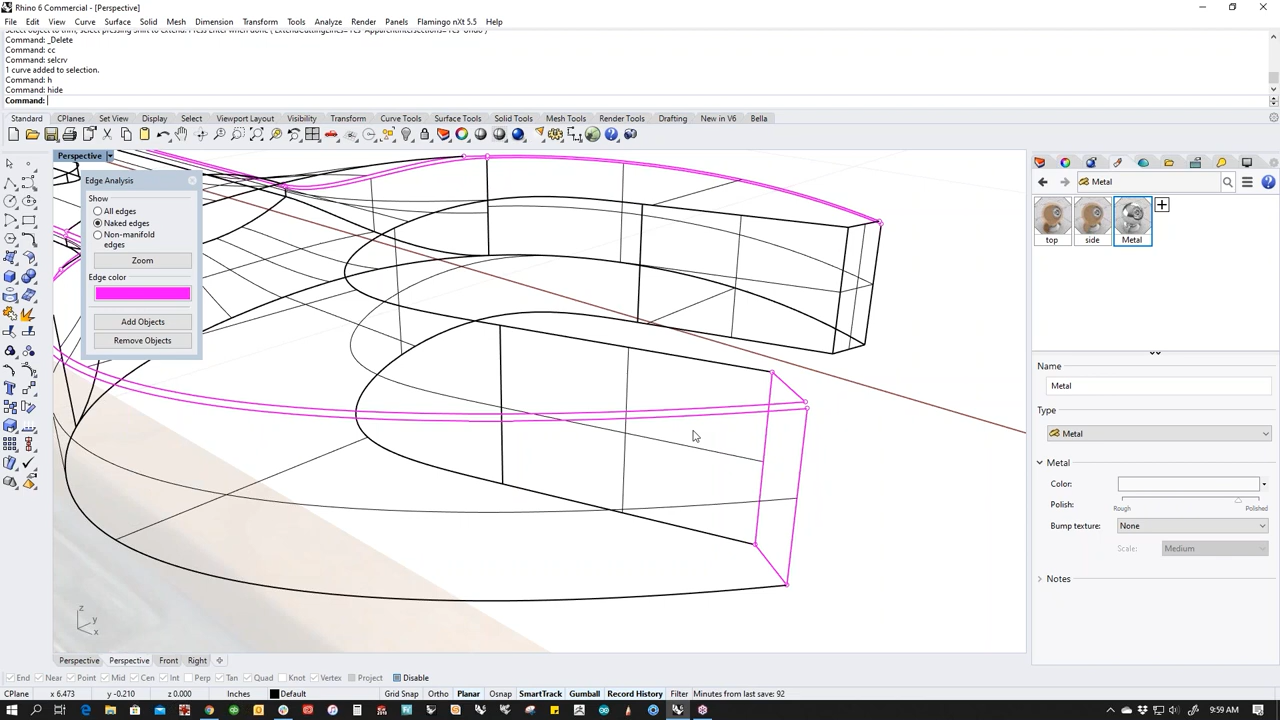 Rhino 6 Commercial - [Perspective]
File Edit View Curve Surface Solid Mesh Dimension Transform Tools Analyze Render Panels Flamingo nXt 5.5 Help
Command: _Delete
Command: cc
Command: selcrv
1 curve added to selection.
Command: h
Command: hide
Command:
Standard CPlanes Set View Display Select Viewport Layout Visibility Transform Curve Tools Surface Tools Solid Tools Mesh Tools Render Tools Drafting New in V6 Bella
Perspective
Edge Analysis
Show
All edges
Naked edges
Non-manifold
edges
Zoom
Edge color
Add Objects
Remove Objects
Metal
top side Metal
Name
Metal
Type
Metal
Metal
Color:
Polish:
Rough Polished
Bump texture: None
Scale: Medium
Notes
z
y
x
Perspective Perspective Front Right
End Near Point Mid Cen Int Perp Tan Quad Knot Vertex Project Disable
CPlane x 6.473 y -0.210 z 0.000 Inches Default Grid Snap Ortho Planar Osnap SmartTrack Gumball Record History Filter Minutes from last save: 92
9:59 AM